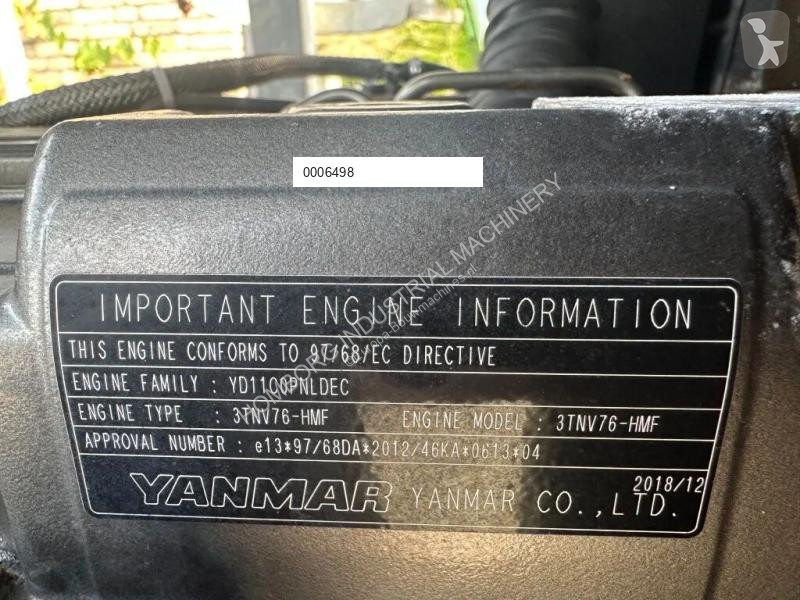 0006498
IMPORTANT ENGINE INFORMATION
THIS ENGINE CONFORMS TO 97/68/EC DIRECTIVE
ENGINE FAMILY : YD1100PNLDEC
ENGINE TYPE : 3TNV76-HMF ENGINE MODEL : 3TNV76-HMF
APPROVAL NUMBER : e13*97/68DA*2012/46KA*0613*04
2018/12
YANMAR YANMAR CO.,LTD.
INDUSTRIAL MACHINERY